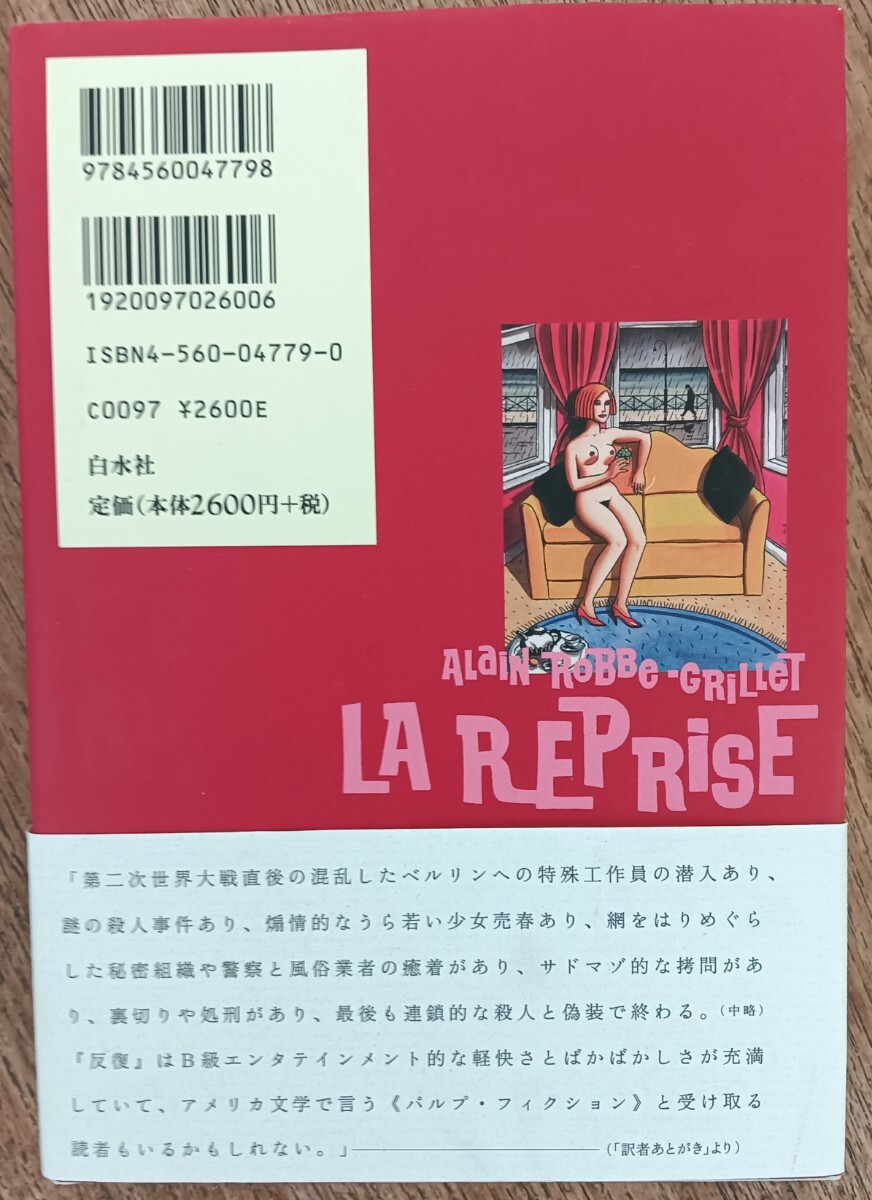 9784560047798
1920097026006
ISBN4-560-04779-0
C0097 ¥2600E
白水社
定価(本体2600円+税)
ALaiN ROBBe-GRiLLET
LA REPRiSE
「第二次世界大戦直後の混乱したベルリンへの特殊工作員の潜入あり、
謎の殺人事件あり、煽情的なうら若い少女売春あり、網をはりめぐら
した秘密組織や警察と風俗業者の癒着があり、サドマゾ的な拷問があ
り、裏切りや処刑があり、最後も連鎖的な殺人と偽装で終わる。(中略)
『反復』はB級エンタテインメント的な軽快さとばかばかしさが充満
していて、アメリカ文学で言う《パルプ・フィクション》と受け取る
読者もいるかもしれない。」――――(「訳者あとがき」より)